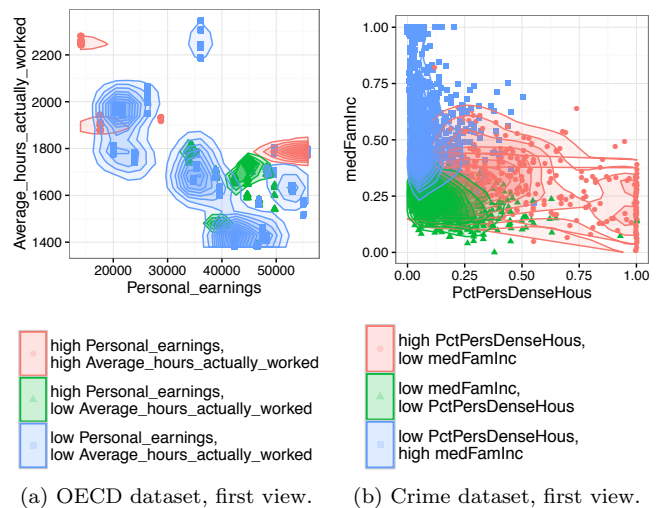 2200
2000
1800
1600
1400
Average_hours_actually_worked
20000 30000 40000 50000
Personal_earnings
1.00
0.75
0.50
0.25
0.00
medFamInc
0.00 0.25 0.50 0.75 1.00
PctPersDenseHous
high Personal_earnings,
high Average_hours_actually_worked
high Personal_earnings,
low Average_hours_actually_worked
low Personal_earnings,
low Average_hours_actually_worked
high PctPersDenseHous,
low medFamInc
low medFamInc,
low PctPersDenseHous
low PctPersDenseHous,
high medFamInc
(a) OECD dataset, first view.
(b) Crime dataset, first view.